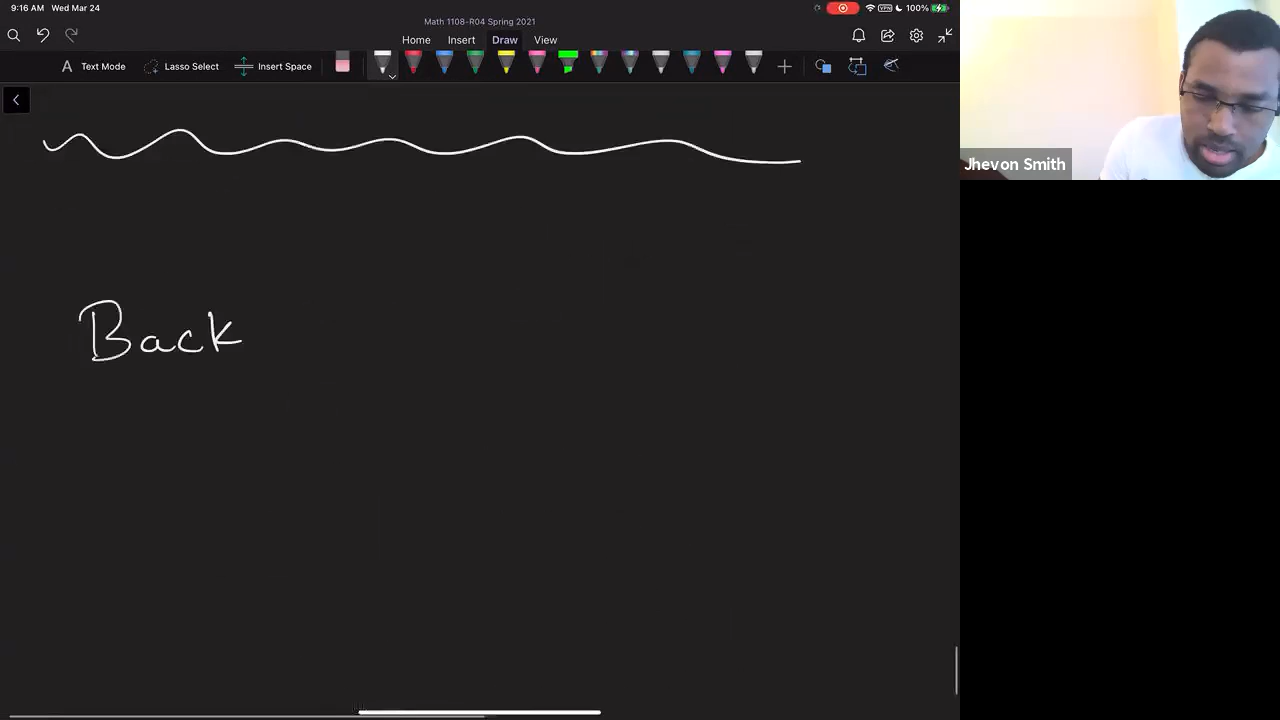 9:16 AM Wed Mar 24
VPN 100%
Math 1108-R04 Spring 2021
Home Insert Draw View
A Text Mode Lasso Select Insert Space
Jhevon Smith
Back